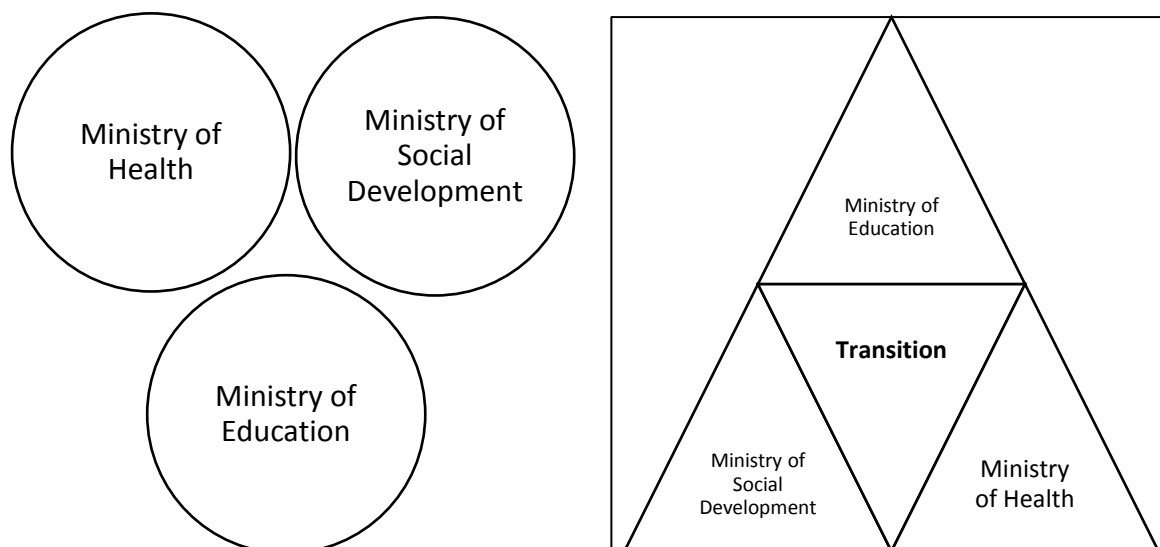 Ministry of
Health
Ministry of
Social
Development
Ministry of
Education
Ministry of
Education
Transition
Ministry of
Social
Development
Ministry
of Health